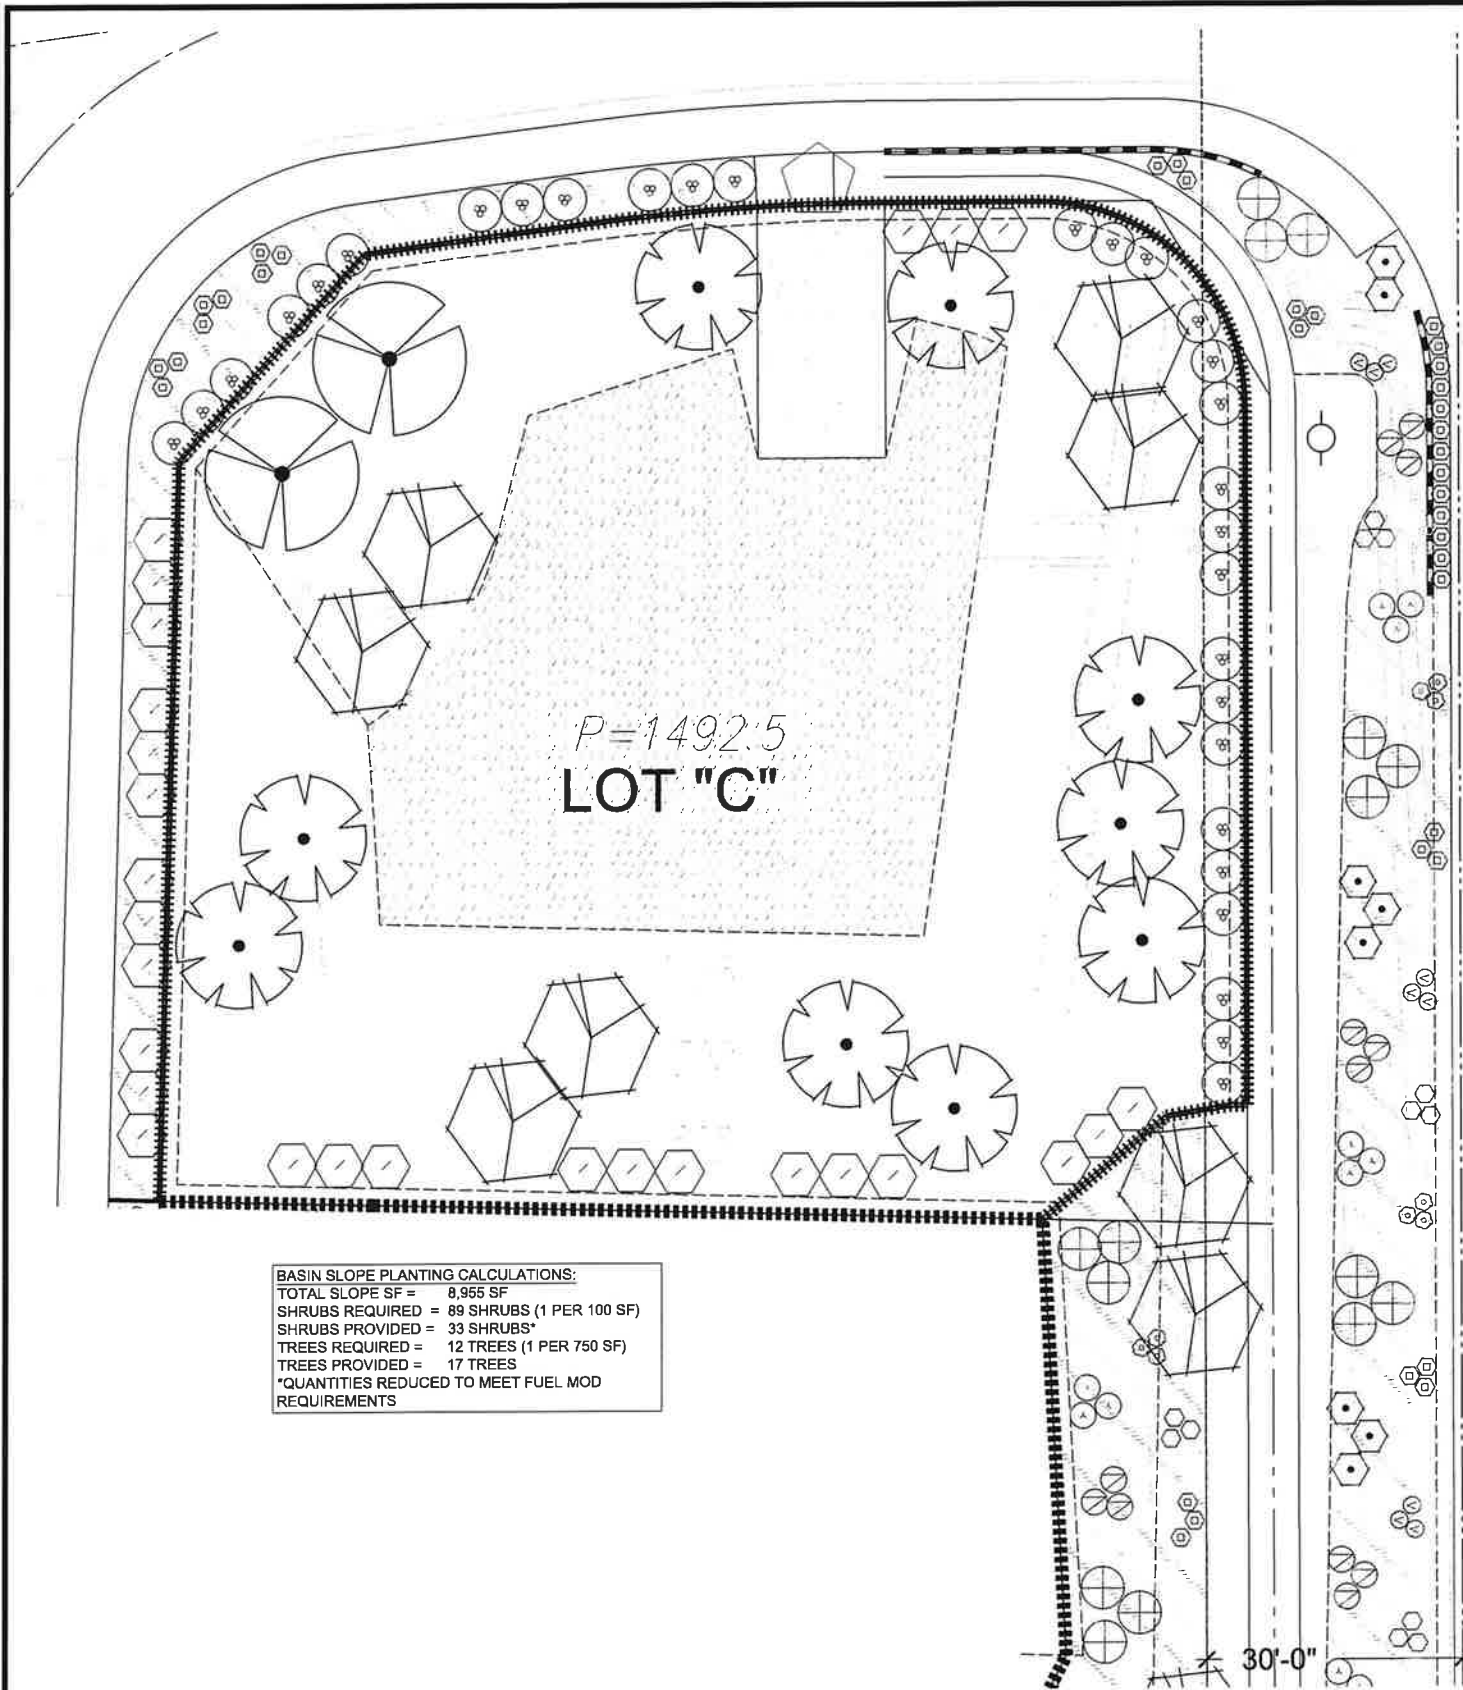 P=1492.5
LOT "C"
BASIN SLOPE PLANTING CALCULATIONS:
TOTAL SLOPE SF = 8,955 SF
SHRUBS REQUIRED = 89 SHRUBS (1 PER 100 SF)
SHRUBS PROVIDED = 33 SHRUBS*
TREES REQUIRED = 12 TREES (1 PER 750 SF)
TREES PROVIDED = 17 TREES
*QUANTITIES REDUCED TO MEET FUEL MOD
REQUIREMENTS
30'-0"